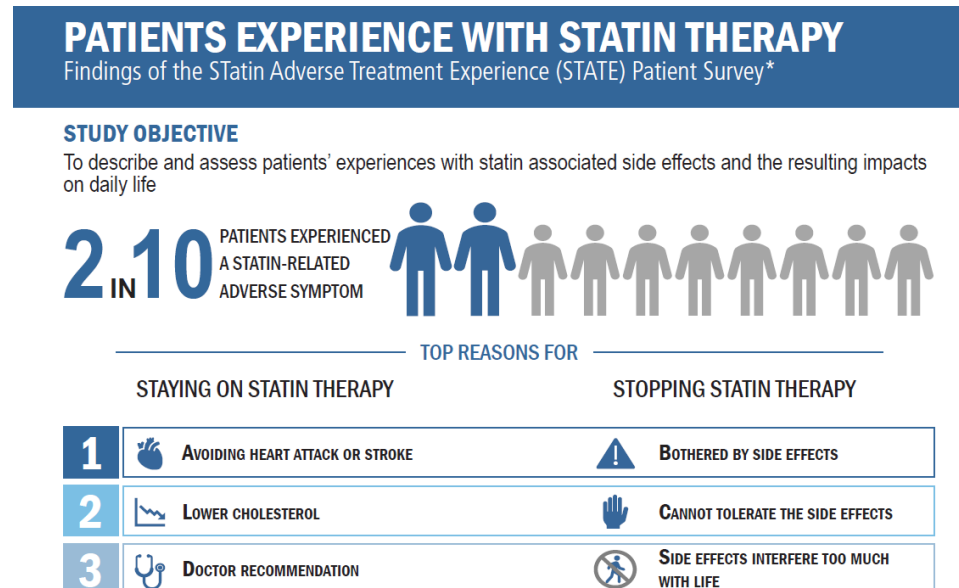 PATIENTS EXPERIENCE WITH STATIN THERAPY
Findings of the STatin Adverse Treatment Experience (STATE) Patient Survey*
STUDY OBJECTIVE
To describe and assess patients' experiences with statin associated side effects and the resulting impacts
on daily life
2 IN 10
PATIENTS EXPERIENCED
A STATIN-RELATED
ADVERSE SYMPTOM
TOP REASONS FOR
STAYING ON STATIN THERAPY
STOPPING STATIN THERAPY
1 AVOIDING HEART ATTACK OR STROKE BOTHERED BY SIDE EFFECTS
2 LOWER CHOLESTEROL CANNOT TOLERATE THE SIDE EFFECTS
3 DOCTOR RECOMMENDATION SIDE EFFECTS INTERFERE TOO MUCH
WITH LIFE